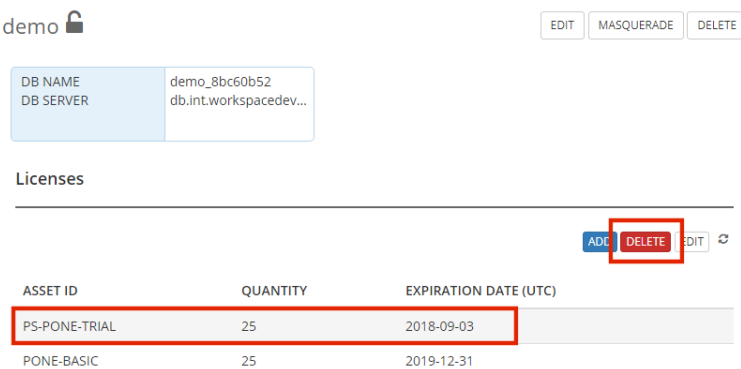 demo
EDIT MASQUERADE DELETE
DB NAME demo_8bc60b52
DB SERVER db.int.workspacedev...
Licenses
ADD DELETE EDIT
ASSET ID QUANTITY EXPIRATION DATE (UTC)
PS-PONE-TRIAL 25 2018-09-03
PONE-BASIC 25 2019-12-31